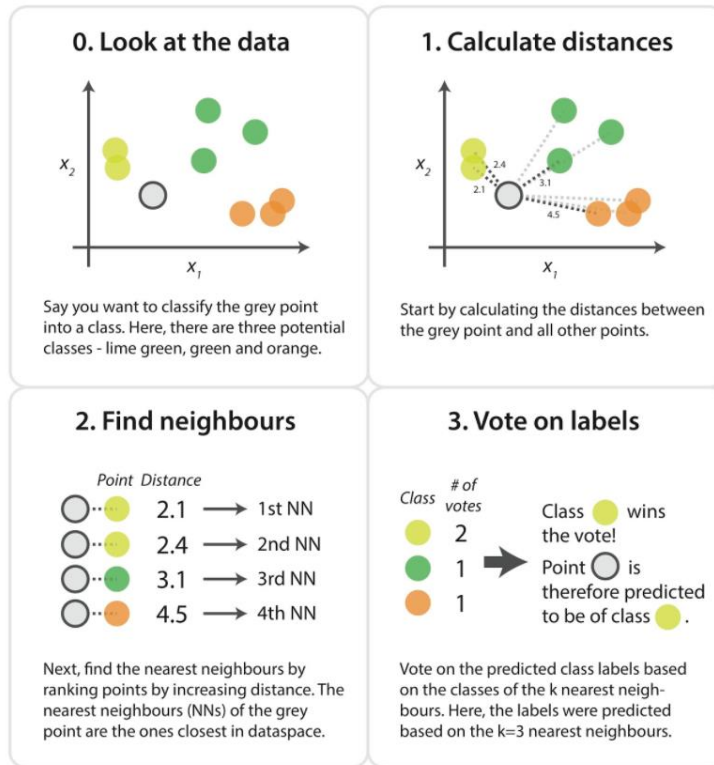 0. Look at the data
x2
x1
Say you want to classify the grey point
into a class. Here, there are three potential
classes - lime green, green and orange.
1. Calculate distances
x2
2.4
2.1
3.1
4.5
x1
Start by calculating the distances between
the grey point and all other points.
2. Find neighbours
Point Distance
2.1 1st NN
2.4 2nd NN
3.1 3rd NN
4.5 4th NN
Next, find the nearest neighbours by
ranking points by increasing distance. The
nearest neighbours (NNs) of the grey
point are the ones closest in dataspace.
3. Vote on labels
Class # of
votes
2
1
1
Class wins
the vote!
Point is
therefore predicted
to be of class .
Vote on the predicted class labels based
on the classes of the k nearest neigh-
bours. Here, the labels were predicted
based on the k=3 nearest neighbours.